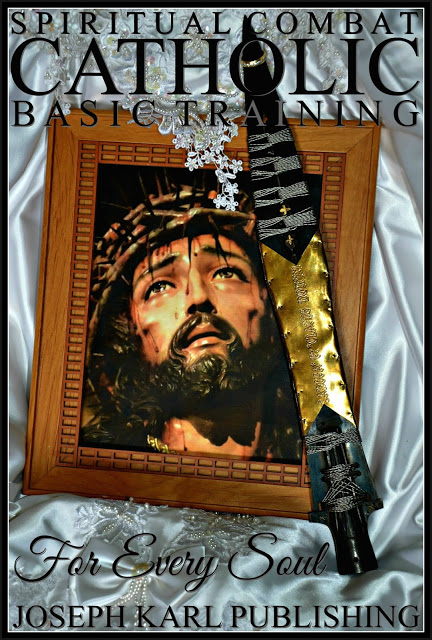 SPIRITUAL COMBAT
CATHOLIC
BASIC TRAINING
For Every Soul
JOSEPH KARL PUBLISHING